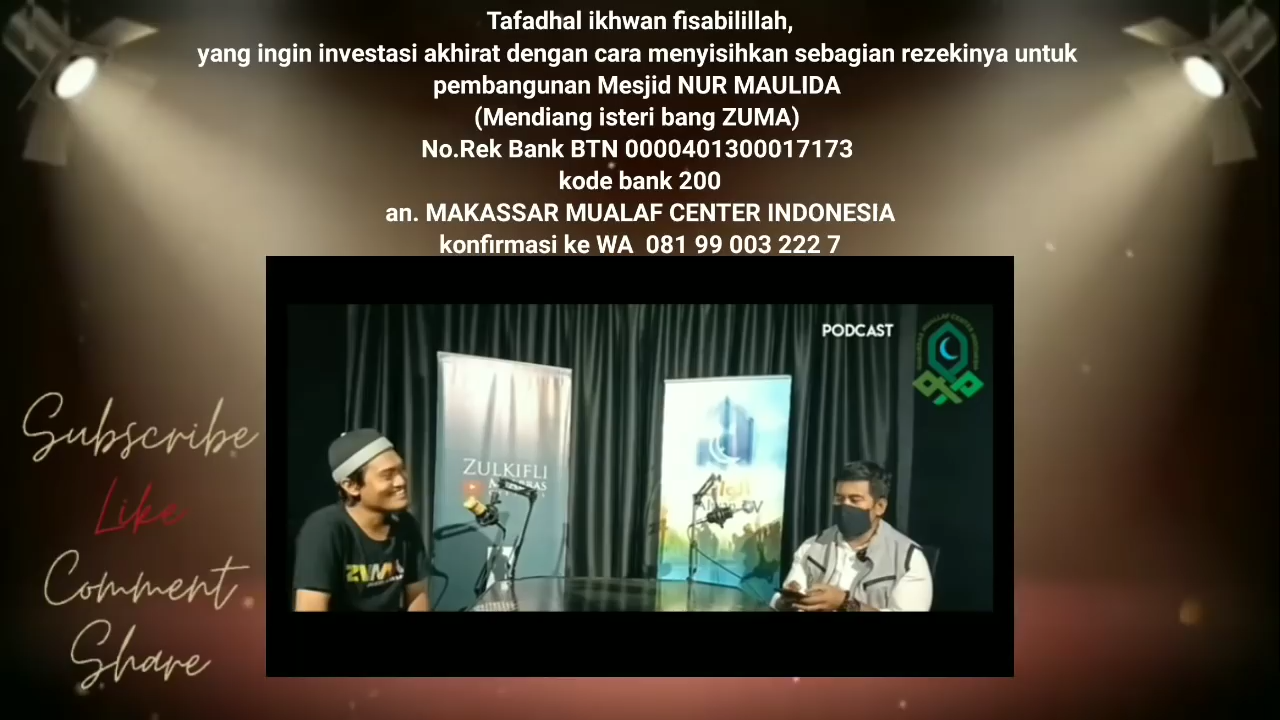 Tafadhal ikhwan fisabilillah,
yang ingin investasi akhirat dengan cara menyisihkan sebagian rezekinya untuk
pembangunan Mesjid NUR MAULIDA
(Mendiang isteri bang ZUMA)
No.Rek Bank BTN 0000401300017173
kode bank 200
an. MAKASSAR MUALAF CENTER INDONESIA
konfirmasi ke WA 081 99 003 222 7
PODCAST
ZULKIFLI
Subscribe
Like
Comment
Share